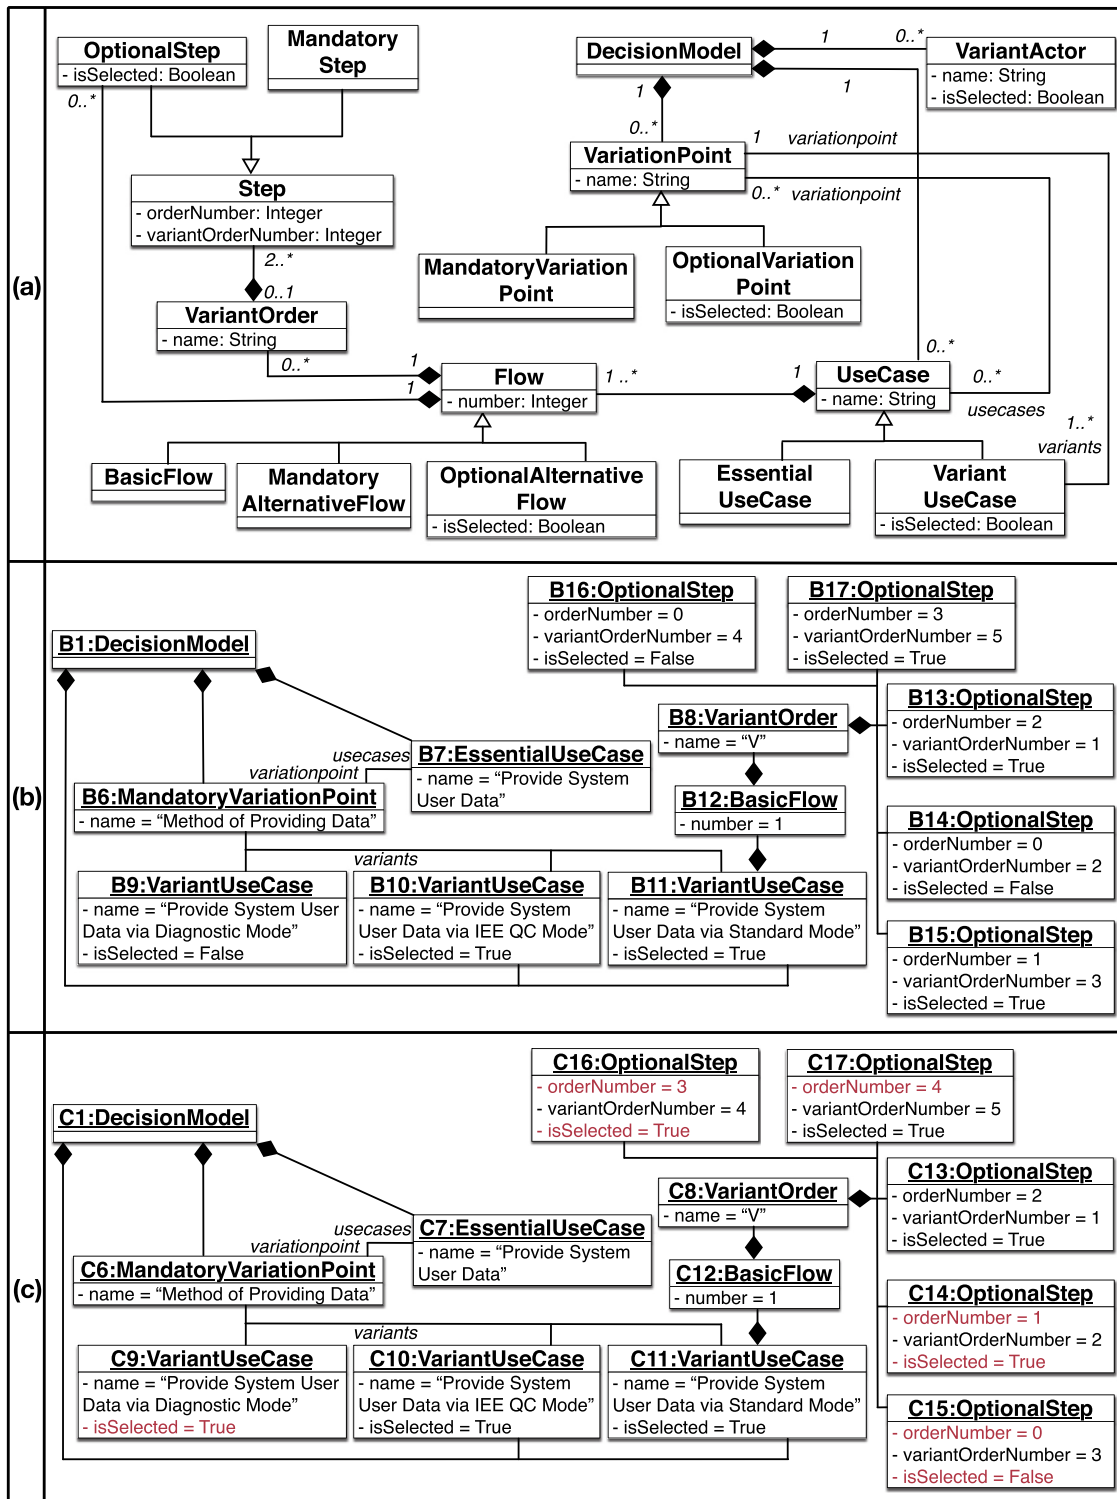 (a)
OptionalStep
- isSelected: Boolean
0..*
Mandatory
Step
Step
- orderNumber: Integer
- variantOrderNumber: Integer
2..*
0..1
VariantOrder
- name: String
0..*
1
1
Flow
- number: Integer
1 ..*
1
BasicFlow
Mandatory
AlternativeFlow
OptionalAlternative
Flow
- isSelected: Boolean
DecisionModel
1
0..*
1
1
0..*
VariantActor
- name: String
- isSelected: Boolean
VariationPoint
- name: String
1 variationpoint
0..* variationpoint
MandatoryVariation
Point
OptionalVariation
Point
- isSelected: Boolean
0..*
UseCase
- name: String
0..*
usecases
1..*
variants
Essential
UseCase
Variant
UseCase
- isSelected: Boolean
(b)
B1:DecisionModel
B16:OptionalStep
- orderNumber = 0
- variantOrderNumber = 4
- isSelected = False
B17:OptionalStep
- orderNumber = 3
- variantOrderNumber = 5
- isSelected = True
B13:OptionalStep
- orderNumber = 2
- variantOrderNumber = 1
- isSelected = True
B8:VariantOrder
- name = “V”
usecases
variationpoint
B7:EssentialUseCase
- name = “Provide System
User Data”
B6:MandatoryVariationPoint
- name = “Method of Providing Data”
B12:BasicFlow
- number = 1
B14:OptionalStep
- orderNumber = 0
- variantOrderNumber = 2
- isSelected = False
variants
B9:VariantUseCase
- name = “Provide System User
Data via Diagnostic Mode”
- isSelected = False
B10:VariantUseCase
- name = “Provide System
User Data via IEE QC Mode”
- isSelected = True
B11:VariantUseCase
- name = “Provide System
User Data via Standard Mode”
- isSelected = True
B15:OptionalStep
- orderNumber = 1
- variantOrderNumber = 3
- isSelected = True
(c)
C1:DecisionModel
C16:OptionalStep
- orderNumber = 3
- variantOrderNumber = 4
- isSelected = True
C17:OptionalStep
- orderNumber = 4
- variantOrderNumber = 5
- isSelected = True
C13:OptionalStep
- orderNumber = 2
- variantOrderNumber = 1
- isSelected = True
C8:VariantOrder
- name = “V”
usecases
variationpoint
C7:EssentialUseCase
- name = “Provide System
User Data”
C6:MandatoryVariationPoint
- name = “Method of Providing Data”
C12:BasicFlow
- number = 1
C14:OptionalStep
- orderNumber = 1
- variantOrderNumber = 2
- isSelected = True
variants
C9:VariantUseCase
- name = “Provide System User
Data via Diagnostic Mode”
- isSelected = True
C10:VariantUseCase
- name = “Provide System
User Data via IEE QC Mode”
- isSelected = True
C11:VariantUseCase
- name = “Provide System
User Data via Standard Mode”
- isSelected = True
C15:OptionalStep
- orderNumber = 0
- variantOrderNumber = 3
- isSelected = False